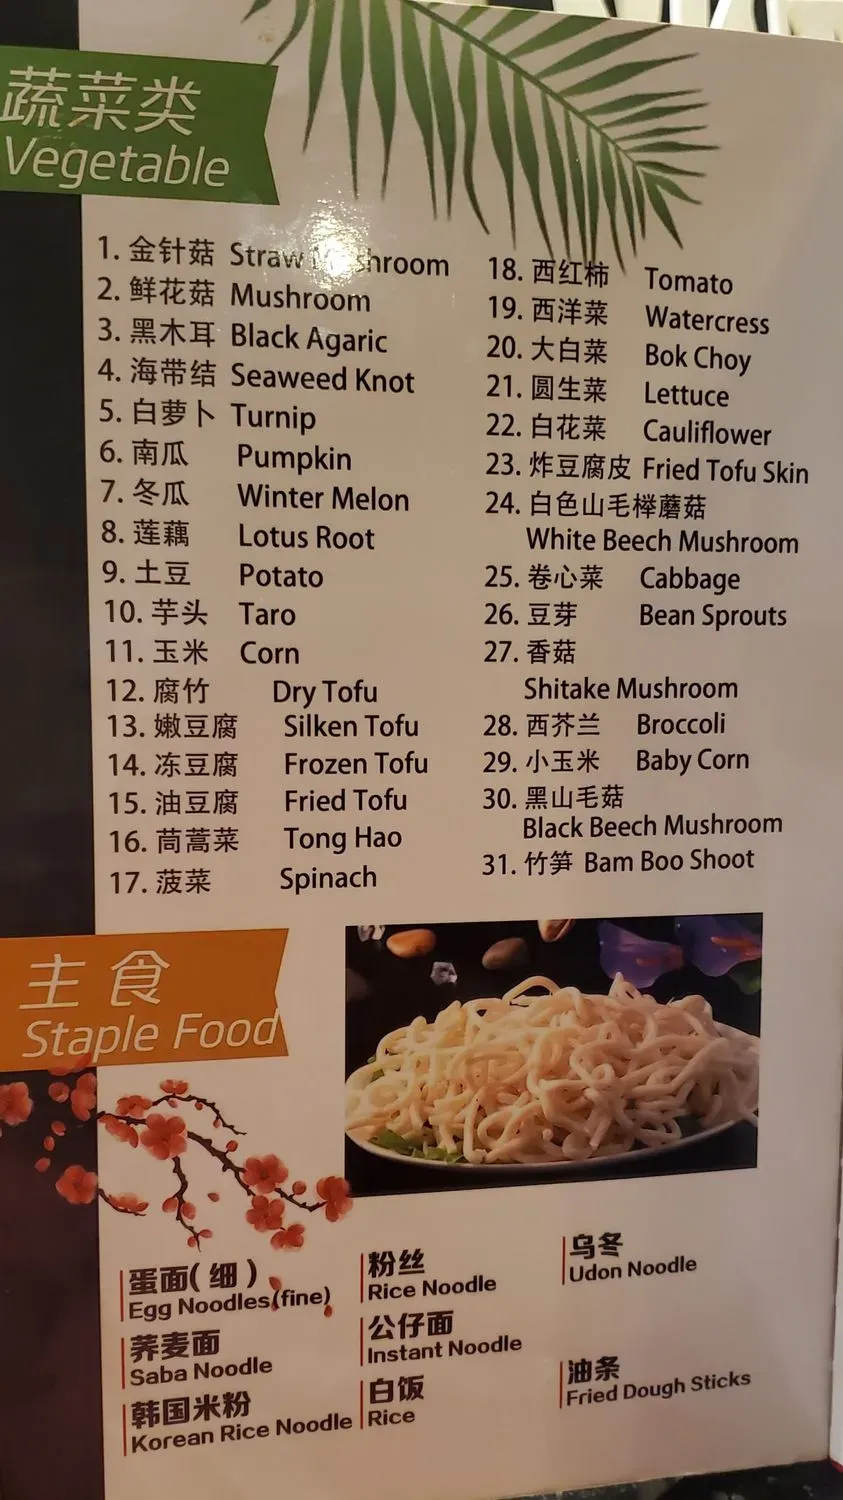 蔬菜类
Vegetable
1. 金针菇 Straw Mushroom
2. 鲜花菇 Mushroom
3. 黑木耳 Black Agaric
4. 海带结 Seaweed Knot
5. 白萝卜 Turnip
6. 南瓜 Pumpkin
7. 冬瓜 Winter Melon
8. 莲藕 Lotus Root
9. 土豆 Potato
10. 芋头 Taro
11. 玉米 Corn
12. 腐竹 Dry Tofu
13. 嫩豆腐 Silken Tofu
14. 冻豆腐 Frozen Tofu
15. 油豆腐 Fried Tofu
16. 茼蒿菜 Tong Hao
17. 菠菜 Spinach
18. 西红柿 Tomato
19. 西洋菜 Watercress
20. 大白菜 Bok Choy
21. 圆生菜 Lettuce
22. 白花菜 Cauliflower
23. 炸豆腐皮 Fried Tofu Skin
24. 白色山毛榉蘑菇
White Beech Mushroom
25. 卷心菜 Cabbage
26. 豆芽 Bean Sprouts
27. 香菇
Shitake Mushroom
28. 西芥兰 Broccoli
29. 小玉米 Baby Corn
30. 黑山毛菇
Black Beech Mushroom
31. 竹笋 Bam Boo Shoot
主食
Staple Food
蛋面(细)
Egg Noodles(fine)
荞麦面
Saba Noodle
韩国米粉
Korean Rice Noodle
粉丝
Rice Noodle
公仔面
Instant Noodle
白饭
Rice
乌冬
Udon Noodle
油条
Fried Dough Sticks